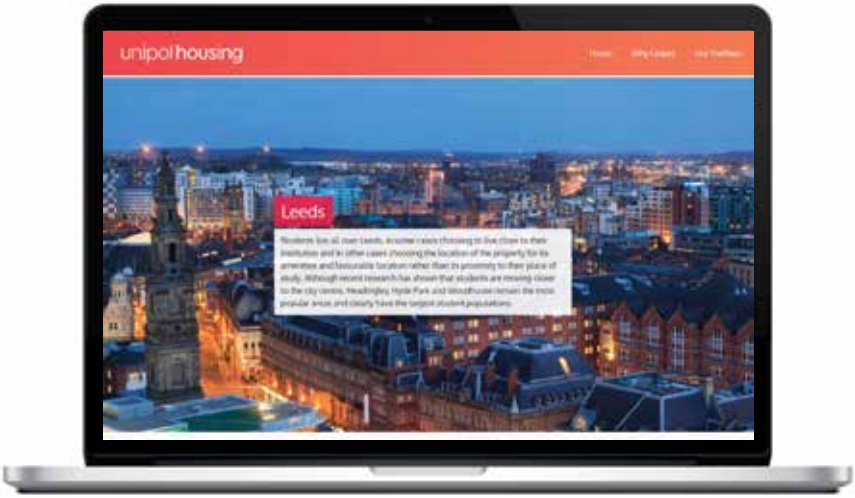 unipol housing
Home Why Unipol Our Portfolio
Leeds
Students live all over Leeds, in some cases choosing to live close to their
institution and in other cases choosing the location of the property for its
amenities and favourable location rather than its proximity to their place of
study. Although recent research has shown that students are moving closer
to the city centre, Headingley, Hyde Park and Woodhouse remain the most
popular areas and clearly have the largest student populations.